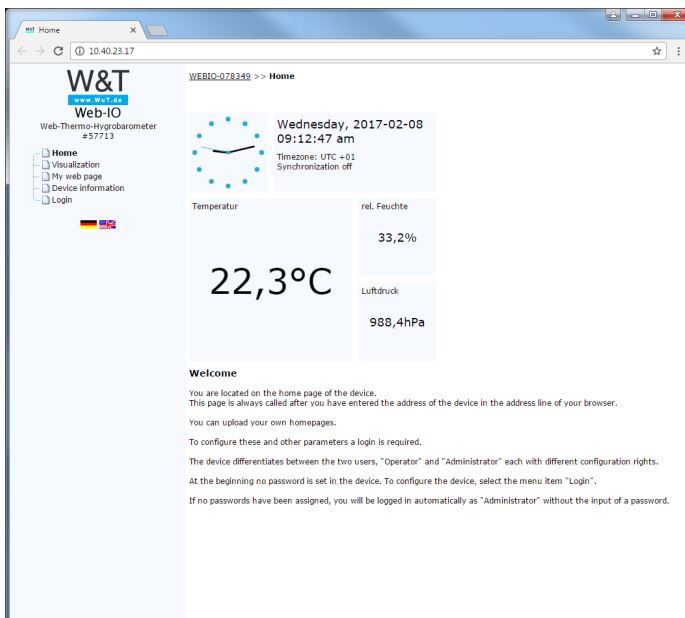 Home
10.40.23.17
W&T
www.WuT.de
Web-IO
Web-Thermo-Hygrobarometer
#57713
Home
Visualization
My web page
Device information
Login
WEBIO-078349 >> Home
Wednesday, 2017-02-08
09:12:47 am
Timezone: UTC +01
Synchronization off
Temperatur
22,3°C
rel. Feuchte
33,2%
Luftdruck
988,4hPa
Welcome
You are located on the home page of the device.
This page is always called after you have entered the address of the device in the address line of your browser.
You can upload your own homepages.
To configure these and other parameters a login is required.
The device differentiates between the two users, "Operator" and "Administrator" each with different configuration rights.
At the beginning no password is set in the device. To configure the device, select the menu item "Login".
If no passwords have been assigned, you will be logged in automatically as "Administrator" without the input of a password.